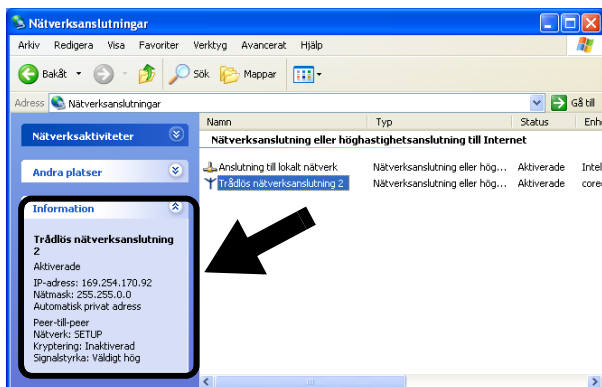 Nätverksanslutningar
Arkiv Redigera Visa Favoriter Verktyg Avancerat Hjälp
Bakåt Sök Mappar
Adress Nätverksanslutningar Gå till
Nätverksaktiviteter
Andra platser
Information
Trådlös nätverksanslutning
2
Aktiverade
IP-adress: 169.254.170.92
Nätmask: 255.255.0.0
Automatisk privat adress
Peer-till-peer
Nätverk: SETUP
Kryptering: Inaktiverad
Signalstyrka: Väldigt hög
Namn Typ Status Enh
Nätverksanslutning eller höghastighetsanslutning till Internet
Anslutning till lokalt nätverk Nätverksanslutning eller hög... Aktiverade Intel
Trådlös nätverksanslutning 2 Nätverksanslutning eller hög... Aktiverade core